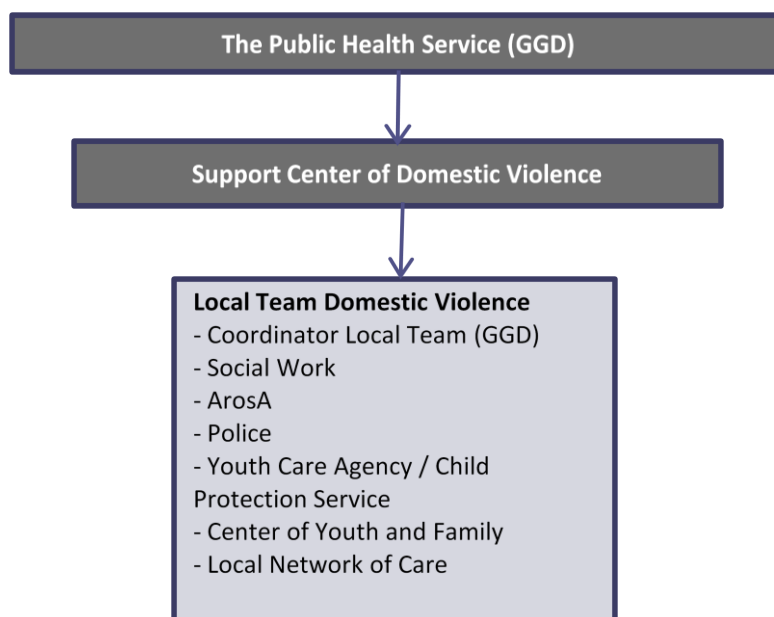 The Public Health Service (GGD)
Support Center of Domestic Violence
Local Team Domestic Violence
- Coordinator Local Team (GGD)
- Social Work
- ArosA
- Police
- Youth Care Agency / Child
Protection Service
- Center of Youth and Family
- Local Network of Care